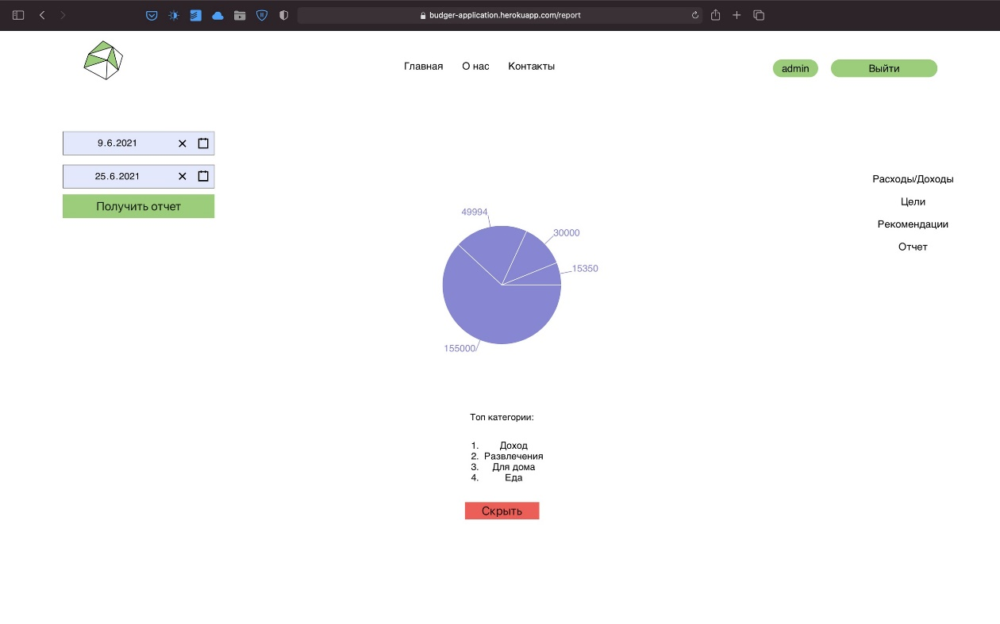 budger-application.herokuapp.com/report
Главная О нас Контакты
admin Выйти
9.6.2021
25.6.2021
Получить отчет
Расходы/Доходы
Цели
Рекомендации
Отчет
49994
30000
15350
155000
Топ категории:
1. Доход
2. Развлечения
3. Для дома
4. Еда
Скрыть